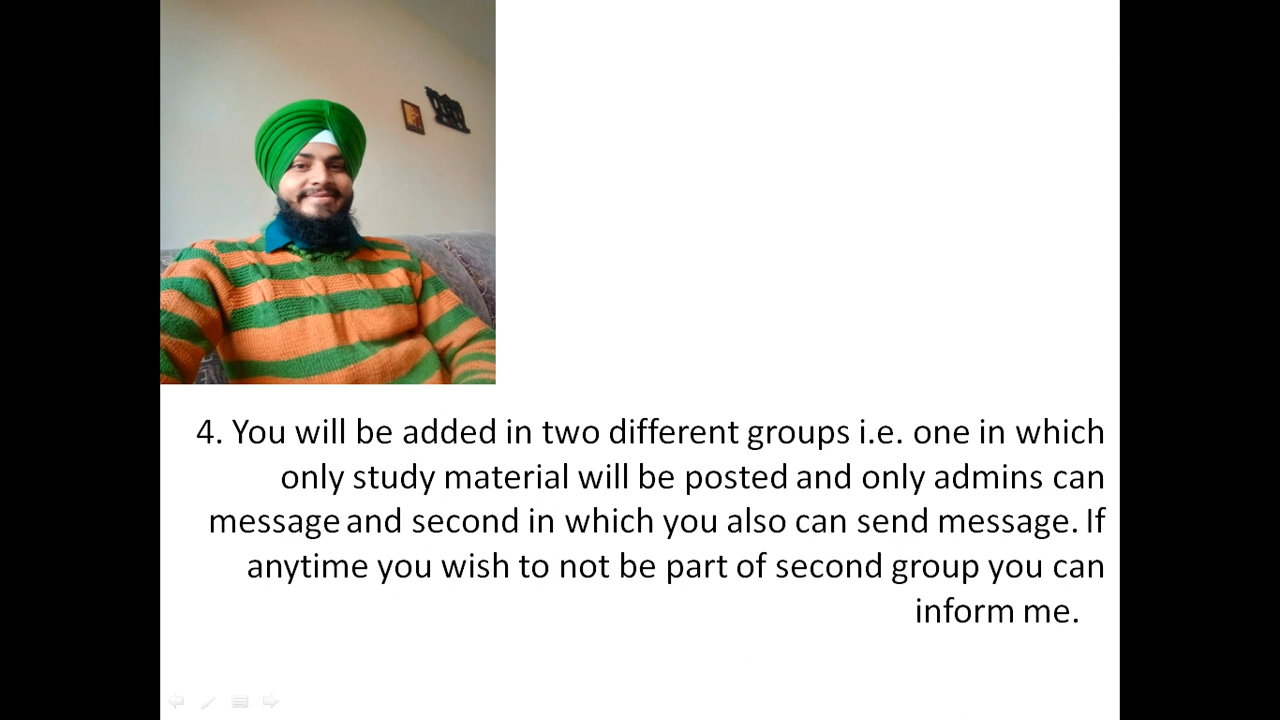 4. You will be added in two different groups i.e. one in which
only study material will be posted and only admins can
message and second in which you also can send message. If
anytime you wish to not be part of second group you can
inform me.